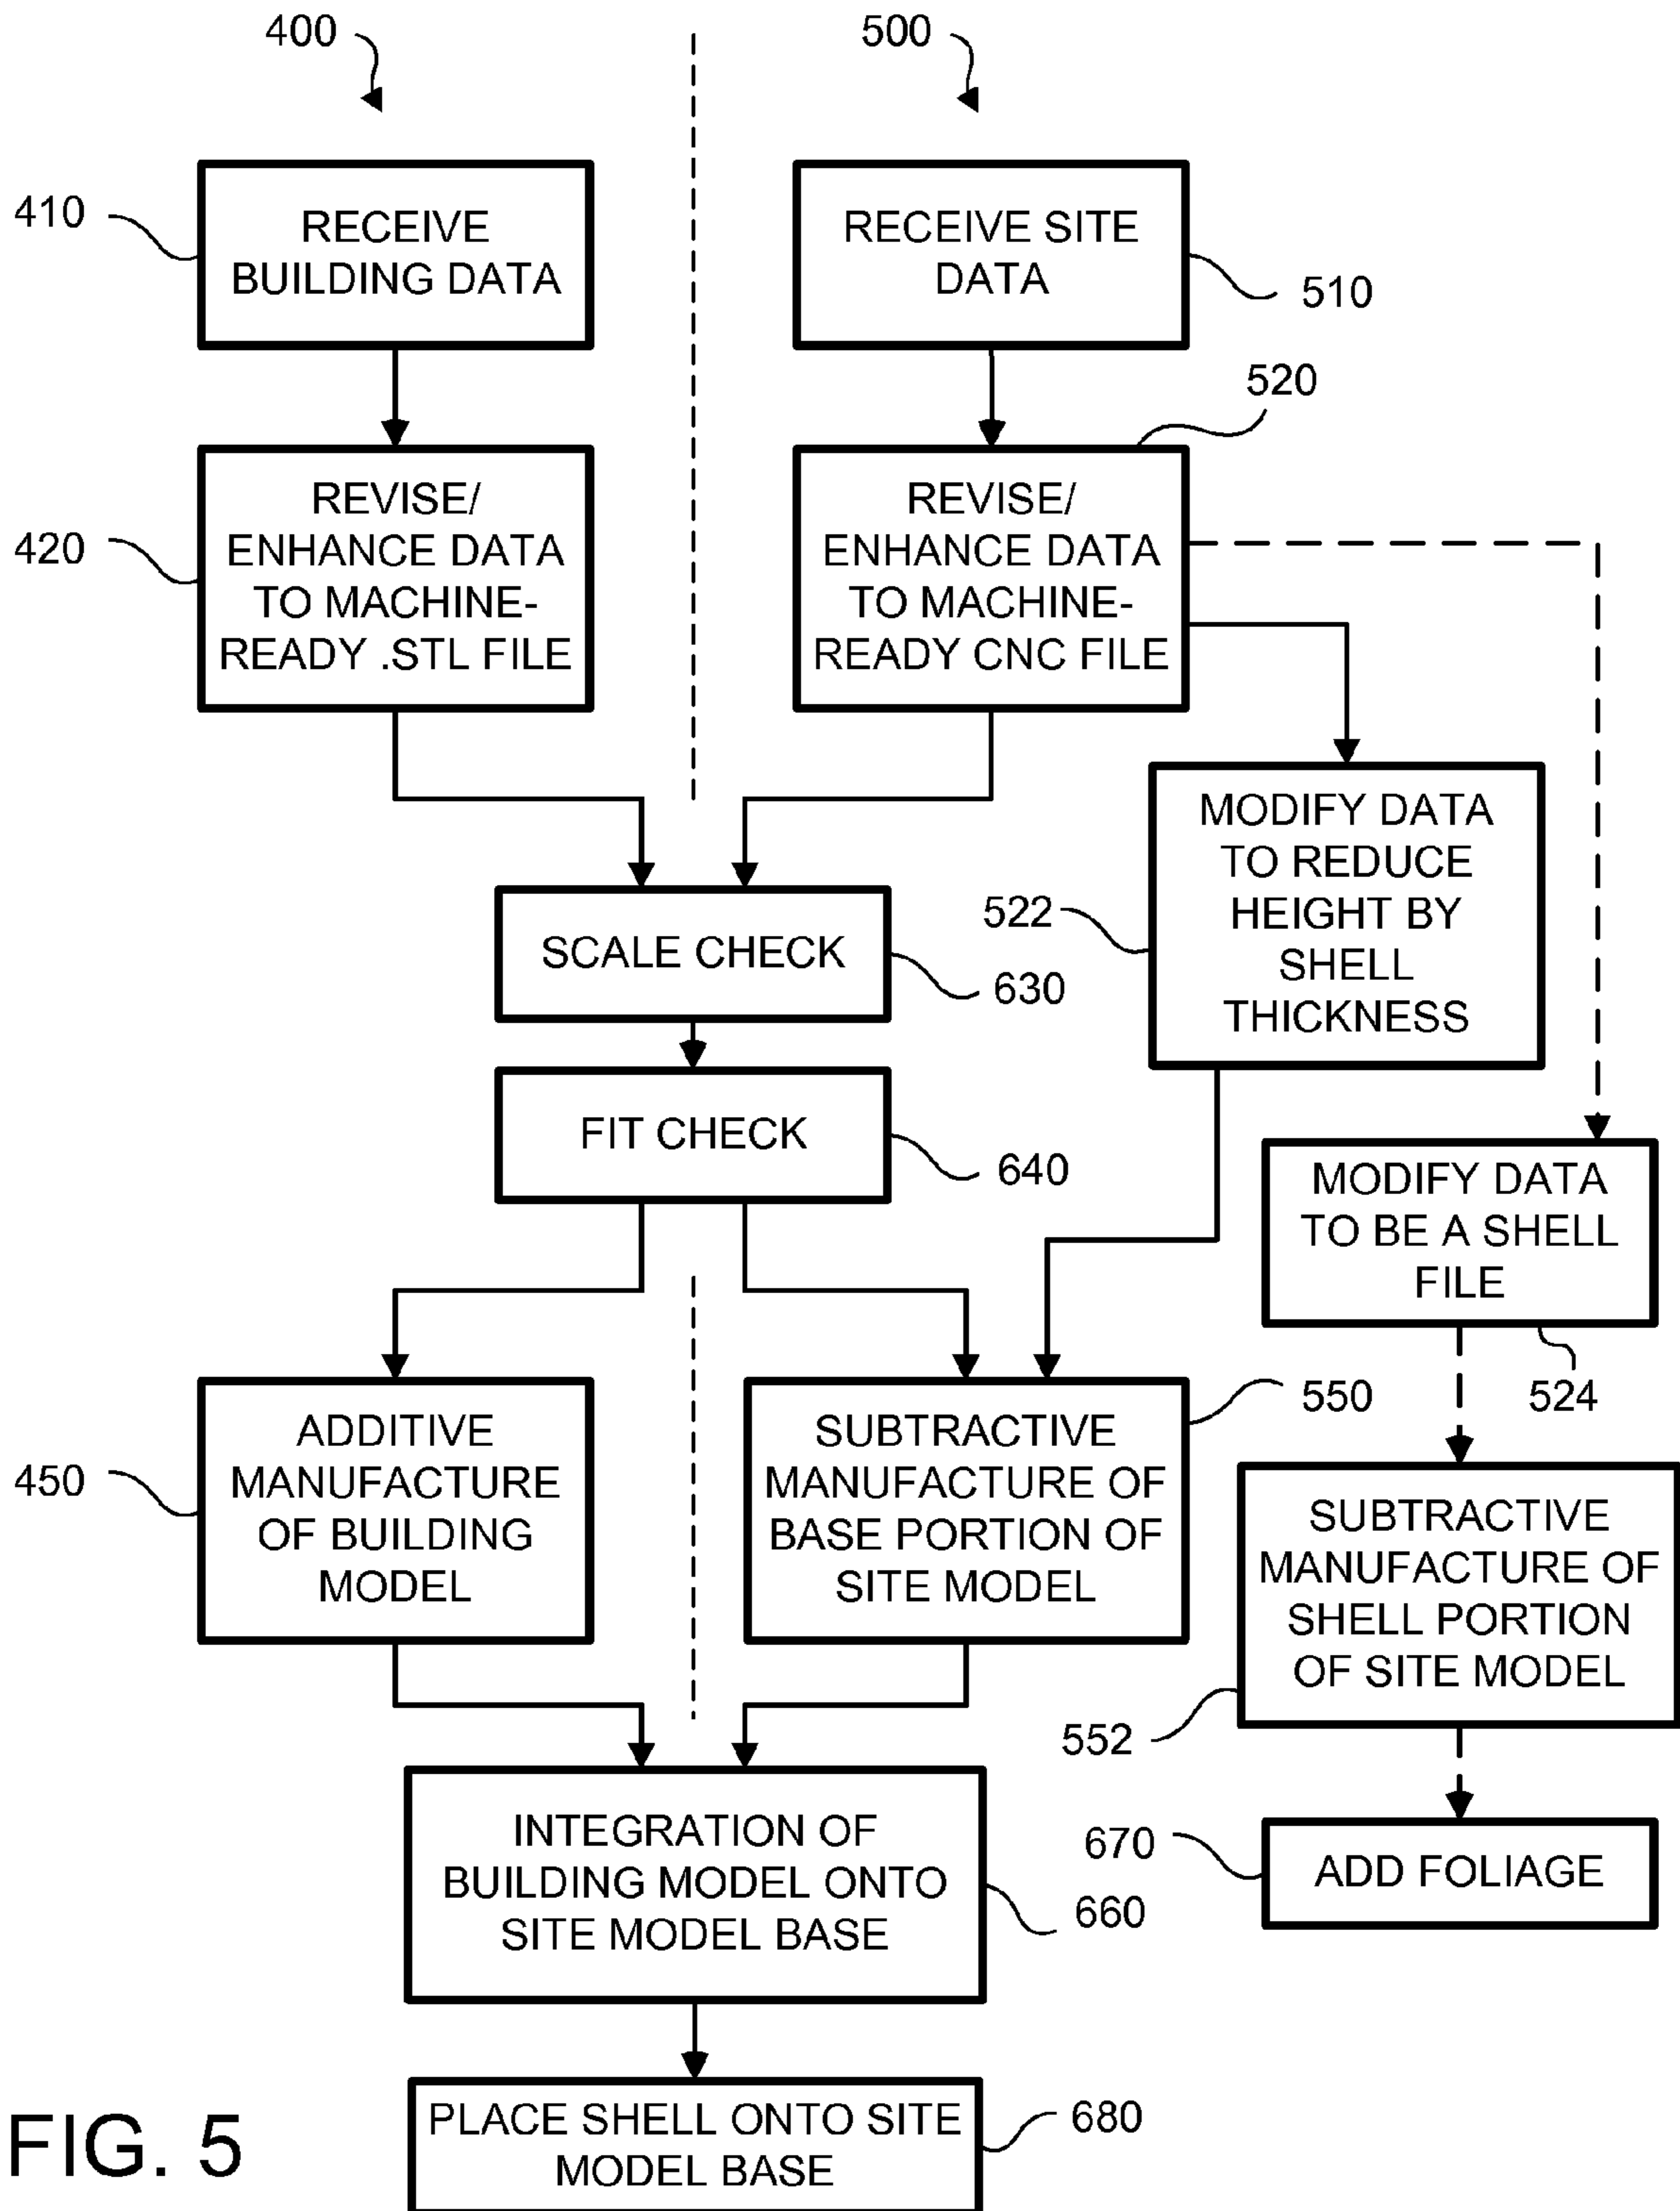 400
500
410
RECEIVE
BUILDING DATA
RECEIVE SITE
DATA
510
520
420
REVISE/
ENHANCE DATA
TO MACHINE-
READY .STL FILE
REVISE/
ENHANCE DATA
TO MACHINE-
READY CNC FILE
522
MODIFY DATA
TO REDUCE
HEIGHT BY
SHELL
THICKNESS
SCALE CHECK
630
FIT CHECK
640
MODIFY DATA
TO BE A SHELL
FILE
524
450
ADDITIVE
MANUFACTURE
OF BUILDING
MODEL
SUBTRACTIVE
MANUFACTURE OF
BASE PORTION OF
SITE MODEL
550
SUBTRACTIVE
MANUFACTURE OF
SHELL PORTION
OF SITE MODEL
552
INTEGRATION OF
BUILDING MODEL ONTO
SITE MODEL BASE
660
670
ADD FOLIAGE
PLACE SHELL ONTO SITE
MODEL BASE
680
FIG. 5